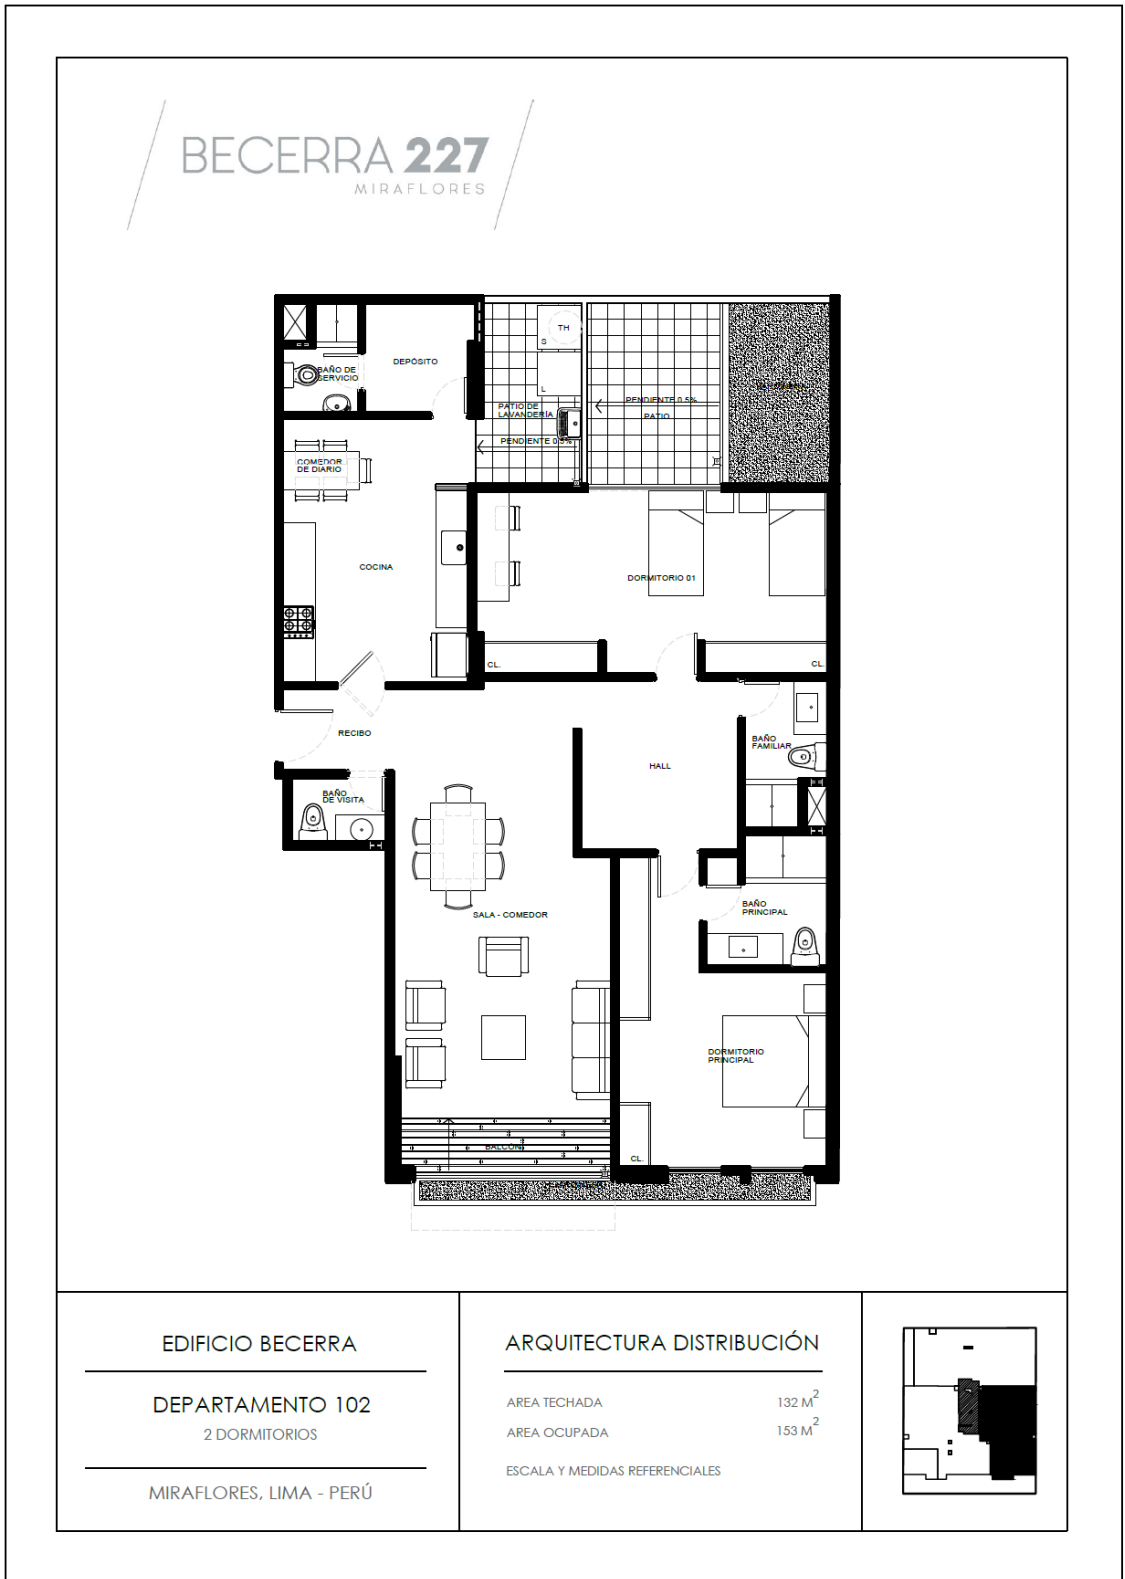 BECERRA 227
MIRAFLORES
TH
S
L
DEPÓSITO
BAÑO DE
SERVICIO
PATIO DE
LAVANDERÍA
PENDIENTE 0.5%
PATIO
PENDIENTE 0.5%
COMEDOR
DE DIARIO
COCINA
DORMITORIO 01
CL.
CL.
RECIBO
BAÑO
FAMILIAR
HALL
BAÑO
DE VISITA
BAÑO
PRINCIPAL
SALA - COMEDOR
DORMITORIO
PRINCIPAL
BALCÓN
CL.
EDIFICIO BECERRA
DEPARTAMENTO 102
2 DORMITORIOS
MIRAFLORES, LIMA - PERÚ
ARQUITECTURA DISTRIBUCIÓN
AREA TECHADA 132 M2
AREA OCUPADA 153 M2
ESCALA Y MEDIDAS REFERENCIALES